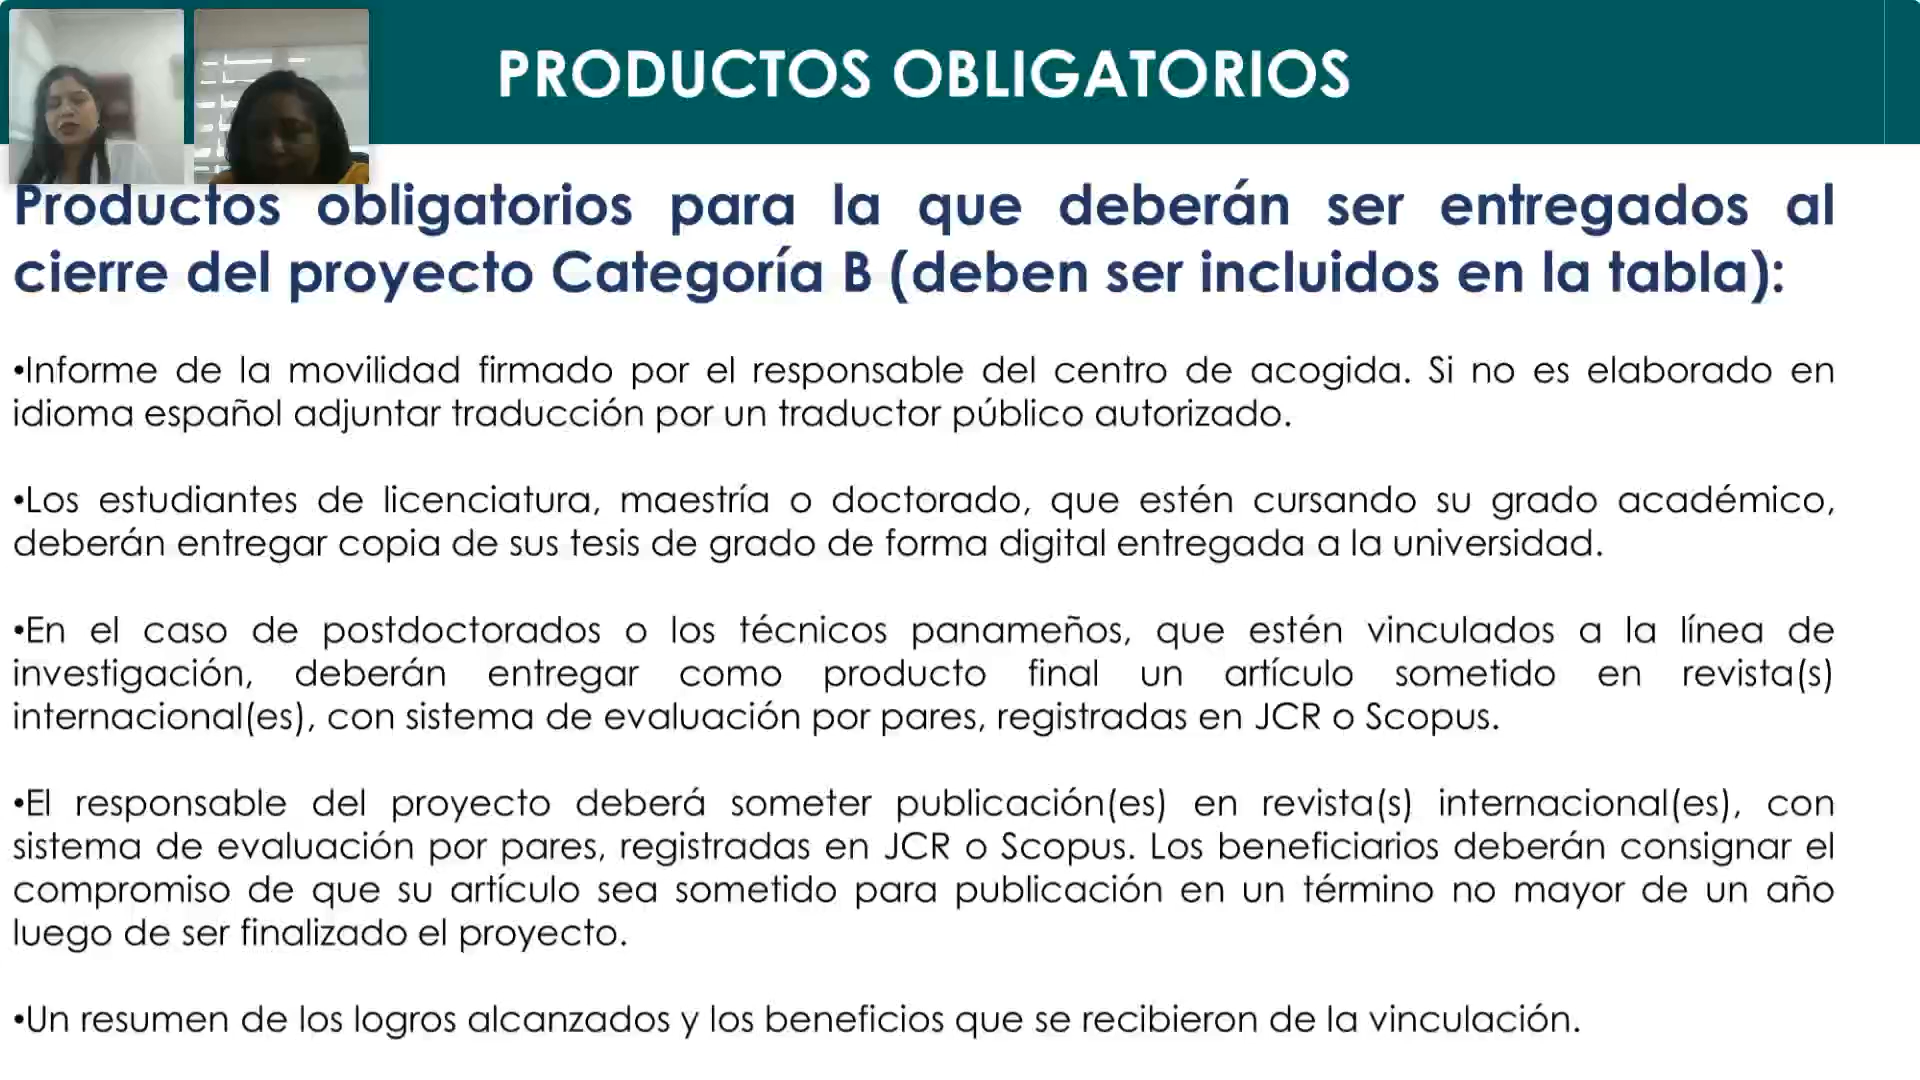 PRODUCTOS OBLIGATORIOS
Productos obligatorios para la que deberán ser entregados al
cierre del proyecto Categoría B (deben ser incluidos en la tabla):
•Informe de la movilidad firmado por el responsable del centro de acogida. Si no es elaborado en
idioma español adjuntar traducción por un traductor público autorizado.
•Los estudiantes de licenciatura, maestría o doctorado, que estén cursando su grado académico,
deberán entregar copia de sus tesis de grado de forma digital entregada a la universidad.
•En el caso de postdoctorados o los técnicos panameños, que estén vinculados a la línea de
investigación, deberán entregar como producto final un artículo sometido en revista(s)
internacional(es), con sistema de evaluación por pares, registradas en JCR o Scopus.
•El responsable del proyecto deberá someter publicación(es) en revista(s) internacional(es), con
sistema de evaluación por pares, registradas en JCR o Scopus. Los beneficiarios deberán consignar el
compromiso de que su artículo sea sometido para publicación en un término no mayor de un año
luego de ser finalizado el proyecto.
•Un resumen de los logros alcanzados y los beneficios que se recibieron de la vinculación.